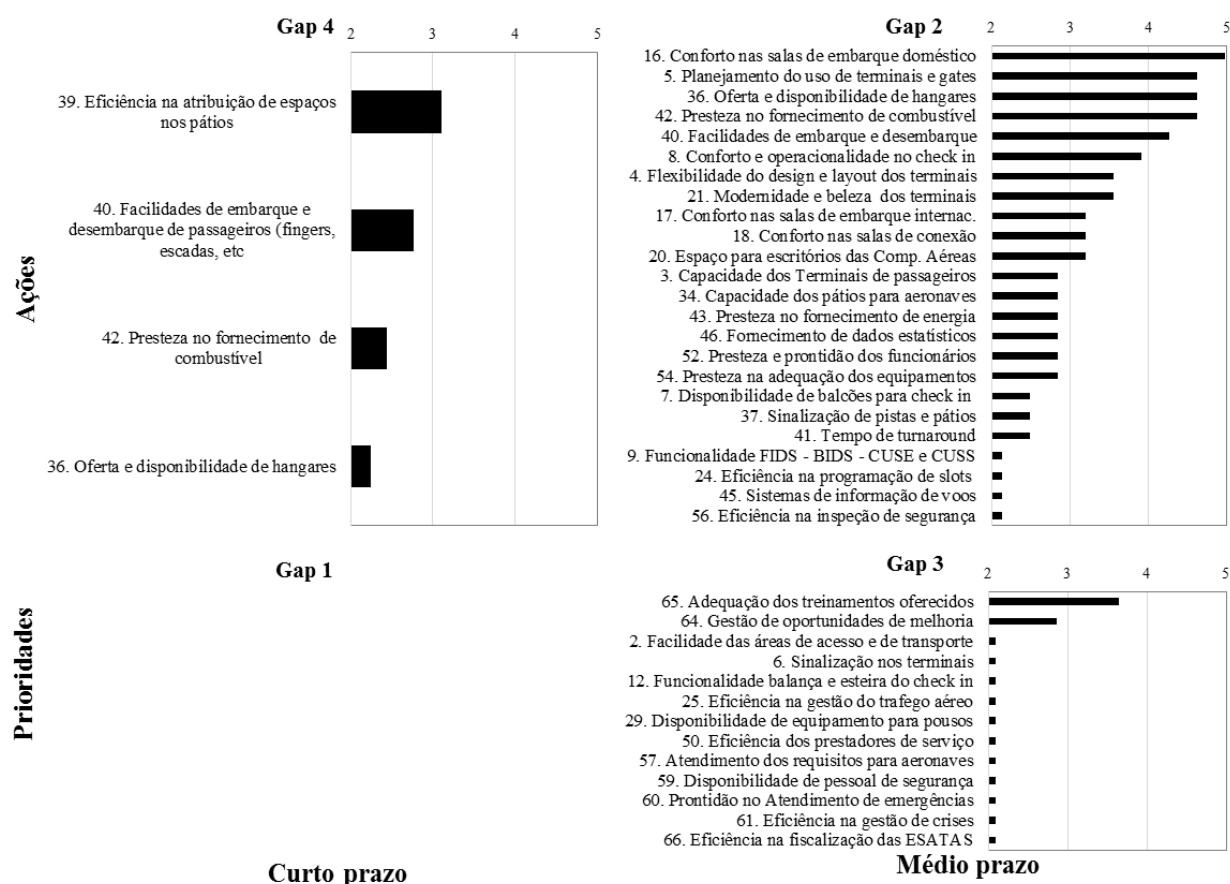 Gap 4
2 3 4 5
39. Eficiência na atribuição de espaços
nos pátios
40. Facilidades de embarque e
desembarque de passageiros (fingers,
escadas, etc
42. Presteza no fornecimento de
combustível
36. Oferta e disponibilidade de hangares
Ações
Gap 2
2 3 4 5
16. Conforto nas salas de embarque doméstico
5. Planejamento do uso de terminais e gates
36. Oferta e disponibilidade de hangares
42. Presteza no fornecimento de combustível
40. Facilidades de embarque e desembarque
8. Conforto e operacionalidade no check in
4. Flexibilidade do design e layout dos terminais
21. Modernidade e beleza dos terminais
17. Conforto nas salas de embarque internac.
18. Conforto nas salas de conexão
20. Espaço para escritórios das Comp. Aéreas
3. Capacidade dos Terminais de passageiros
34. Capacidade dos pátios para aeronaves
43. Presteza no fornecimento de energia
46. Fornecimento de dados estatísticos
52. Presteza e prontidão dos funcionários
54. Presteza na adequação dos equipamentos
7. Disponibilidade de balcões para check in
37. Sinalização de pistas e pátios
41. Tempo de turnaround
9. Funcionalidade FIDS - BIDS - CUSE e CUSS
24. Eficiência na programação de slots
45. Sistemas de informação de voos
56. Eficiência na inspeção de segurança
Gap 1
Prioridades
Curto prazo
Gap 3
2 3 4 5
65. Adequação dos treinamentos oferecidos
64. Gestão de oportunidades de melhoria
2. Facilidade das áreas de acesso e de transporte
6. Sinalização nos terminais
12. Funcionalidade balança e esteira do check in
25. Eficiência na gestão do trafego aéreo
29. Disponibilidade de equipamento para pousos
50. Eficiência dos prestadores de serviço
57. Atendimento dos requisitos para aeronaves
59. Disponibilidade de pessoal de segurança
60. Prontidão no Atendimento de emergências
61. Eficiência na gestão de crises
66. Eficiência na fiscalização das ESATAS
Médio prazo